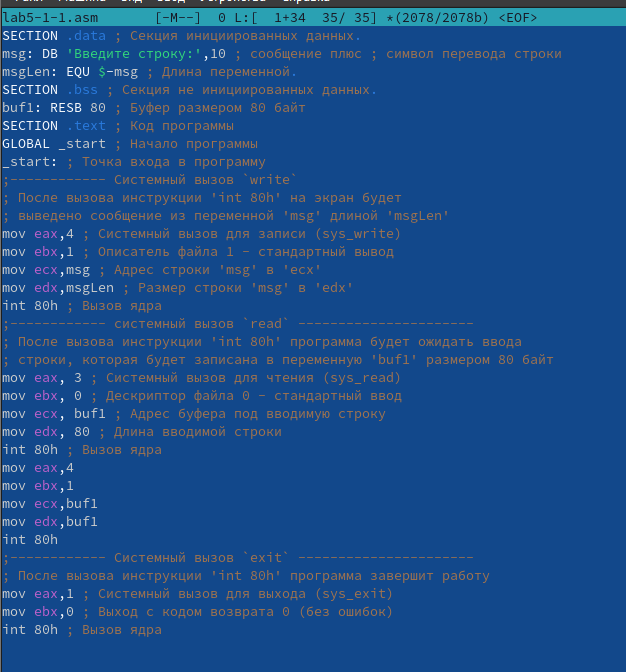 lab5-1-1.asm [-M--] 0 L:[ 1+34 35/ 35] *(2078/2078b) <EOF>
SECTION .data ; Секция инициированных данных.
msg: DB 'Введите строку:',10 ; сообщение плюс ; символ перевода строки
msgLen: EQU $-msg ; Длина переменной.
SECTION .bss ; Секция не инициированных данных.
buf1: RESB 80 ; Буфер размером 80 байт
SECTION .text ; Код программы
GLOBAL _start ; Начало программы
_start: ; Точка входа в программу
;------------ Системный вызов `write`
; После вызова инструкции 'int 80h' на экран будет
; выведено сообщение из переменной 'msg' длиной 'msgLen'
mov eax,4 ; Системный вызов для записи (sys_write)
mov ebx,1 ; Описатель файла 1 - стандартный вывод
mov ecx,msg ; Адрес строки 'msg' в 'ecx'
mov edx,msgLen ; Размер строки 'msg' в 'edx'
int 80h ; Вызов ядра
;------------ системный вызов `read` ----------------------
; После вызова инструкции 'int 80h' программа будет ожидать ввода
; строки, которая будет записана в переменную 'buf1' размером 80 байт
mov eax, 3 ; Системный вызов для чтения (sys_read)
mov ebx, 0 ; Дескриптор файла 0 - стандартный ввод
mov ecx, buf1 ; Адрес буфера под вводимую строку
mov edx, 80 ; Длина вводимой строки
int 80h ; Вызов ядра
mov eax,4
mov ebx,1
mov ecx,buf1
mov edx,buf1
int 80h
;------------ Системный вызов `exit` ----------------------
; После вызова инструкции 'int 80h' программа завершит работу
mov eax,1 ; Системный вызов для выхода (sys_exit)
mov ebx,0 ; Выход с кодом возврата 0 (без ошибок)
int 80h ; Вызов ядра